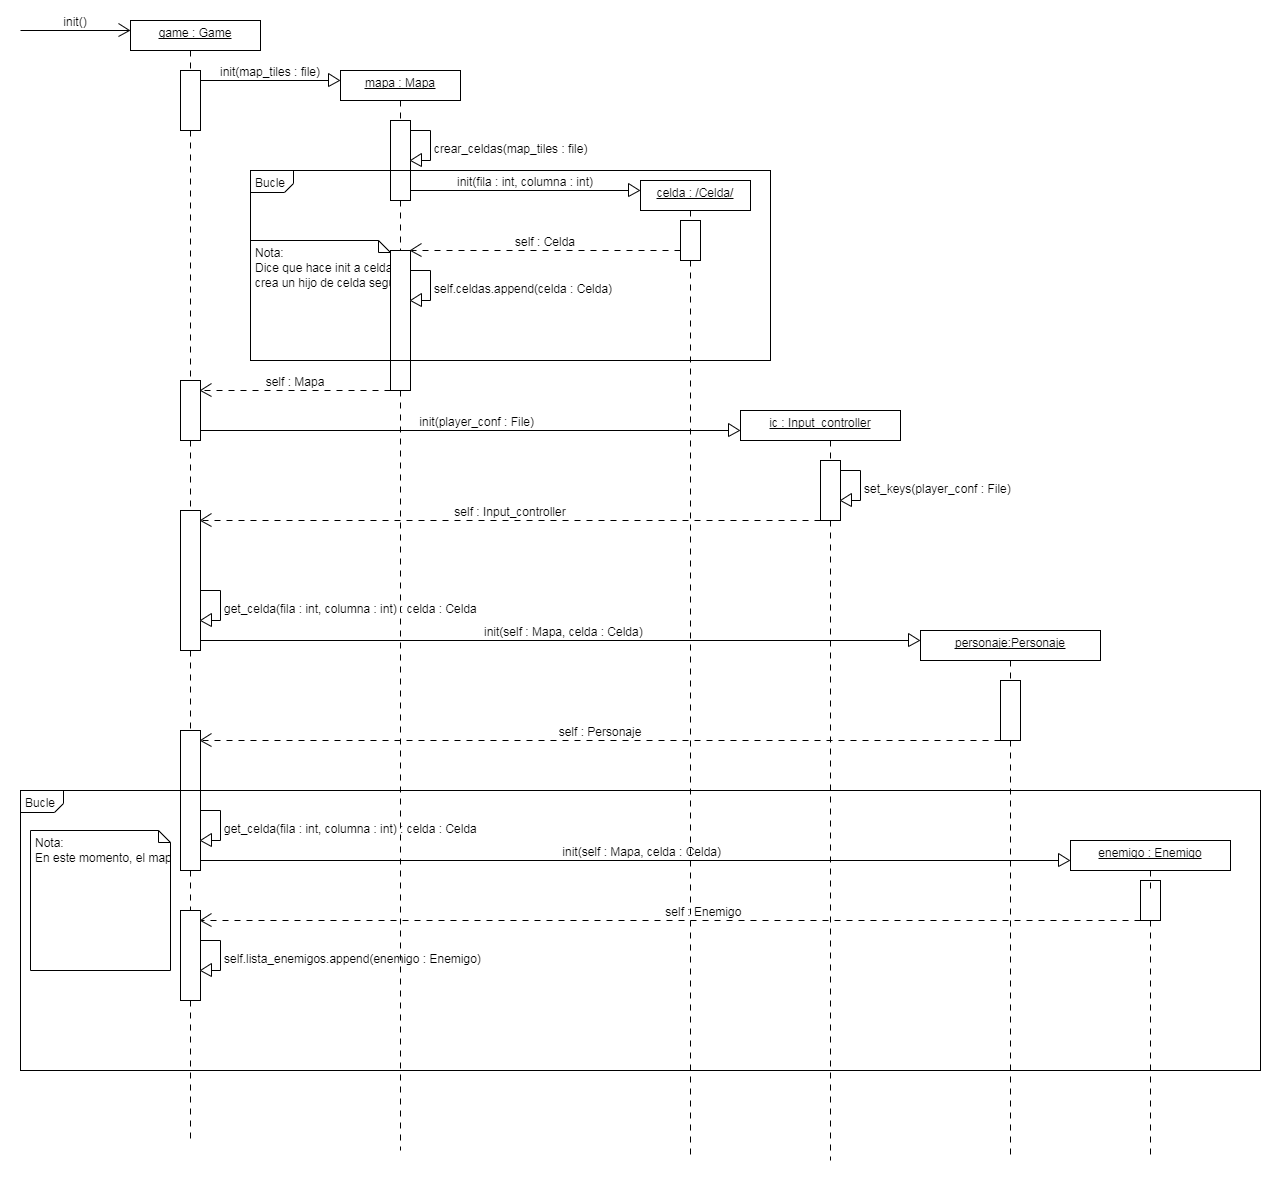 init()
game : Game
init(map_tiles : file)
mapa : Mapa
crear_celdas(map_tiles : file)
Bucle
init(fila : int, columna : int)
celda : /Celda/
self : Celda
Nota:
Dice que hace init a celda
crea un hijo de celda segu
self.celdas.append(celda : Celda)
self : Mapa
init(player_conf : File)
ic : Input_controller
set_keys(player_conf : File)
self : Input_controller
get_celda(fila : int, columna : int) : celda : Celda
init(self : Mapa, celda : Celda)
personaje:Personaje
self : Personaje
Bucle
get_celda(fila : int, columna : int) : celda : Celda
Nota:
En este momento, el map
init(self : Mapa, celda : Celda)
enemigo : Enemigo
self : Enemigo
self.lista_enemigos.append(enemigo : Enemigo)